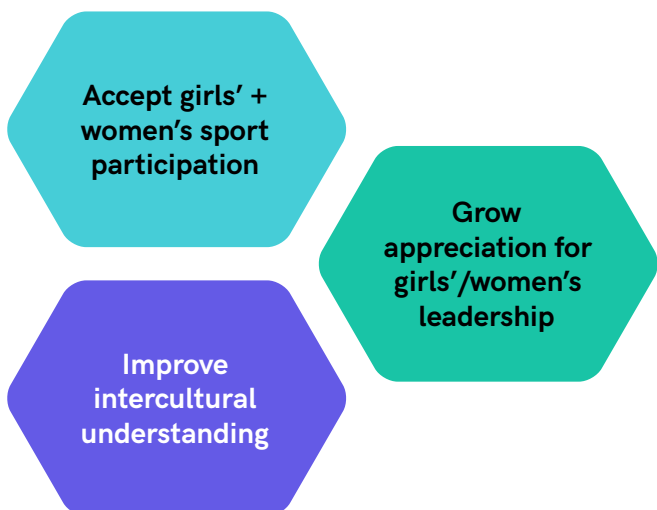 Accept girls’ +
women’s sport
participation
Grow
appreciation for
girls’/women’s
leadership
Improve
intercultural
understanding